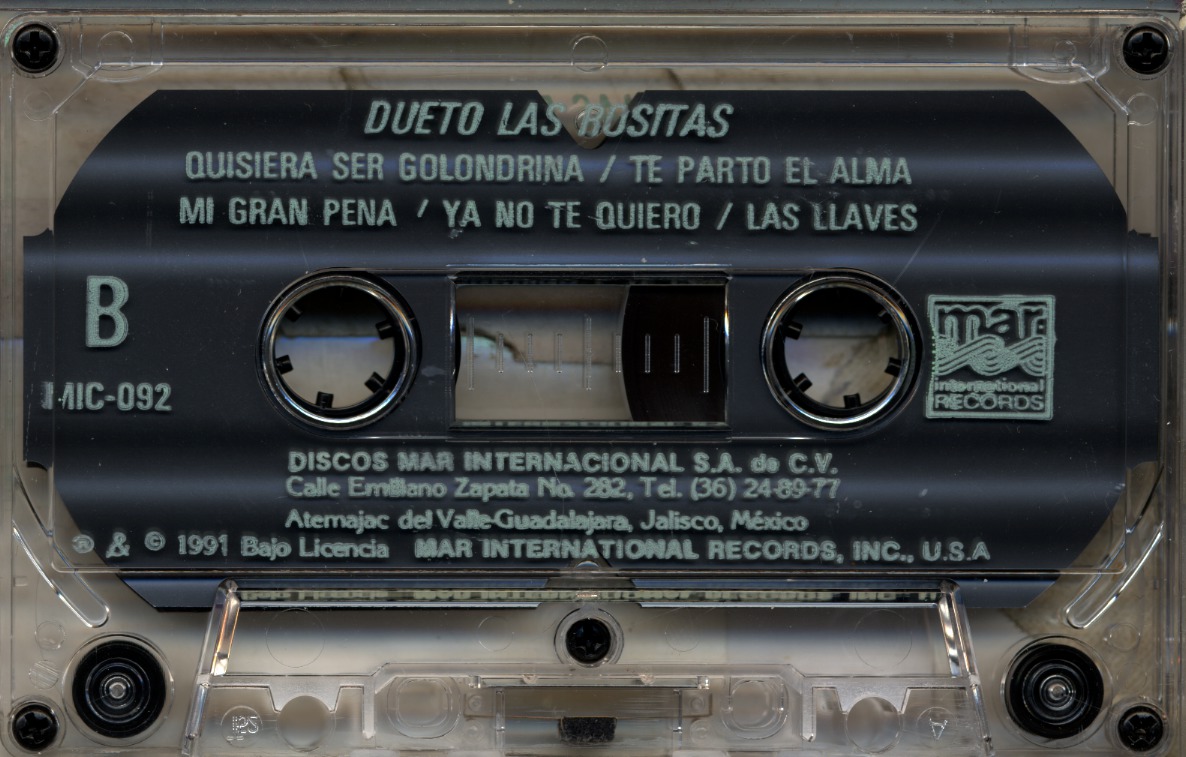 DUETO LAS ROSITAS
QUISIERA SER GOLONDRINA / TE PARTO EL ALMA
MI GRAN PENA / YA NO TE QUIERO / LAS LLAVES
B
MIC-092
mar
international
RECORDS
DISCOS MAR INTERNACIONAL S.A. de C.V.
Calle Emiliano Zapata No. 282, Tel. (36) 24-89-77
Atemajac del Valle-Guadalajara, Jalisco, México
℗ & © 1991 Bajo Licencia MAR INTERNATIONAL RECORDS, INC., U.S.A